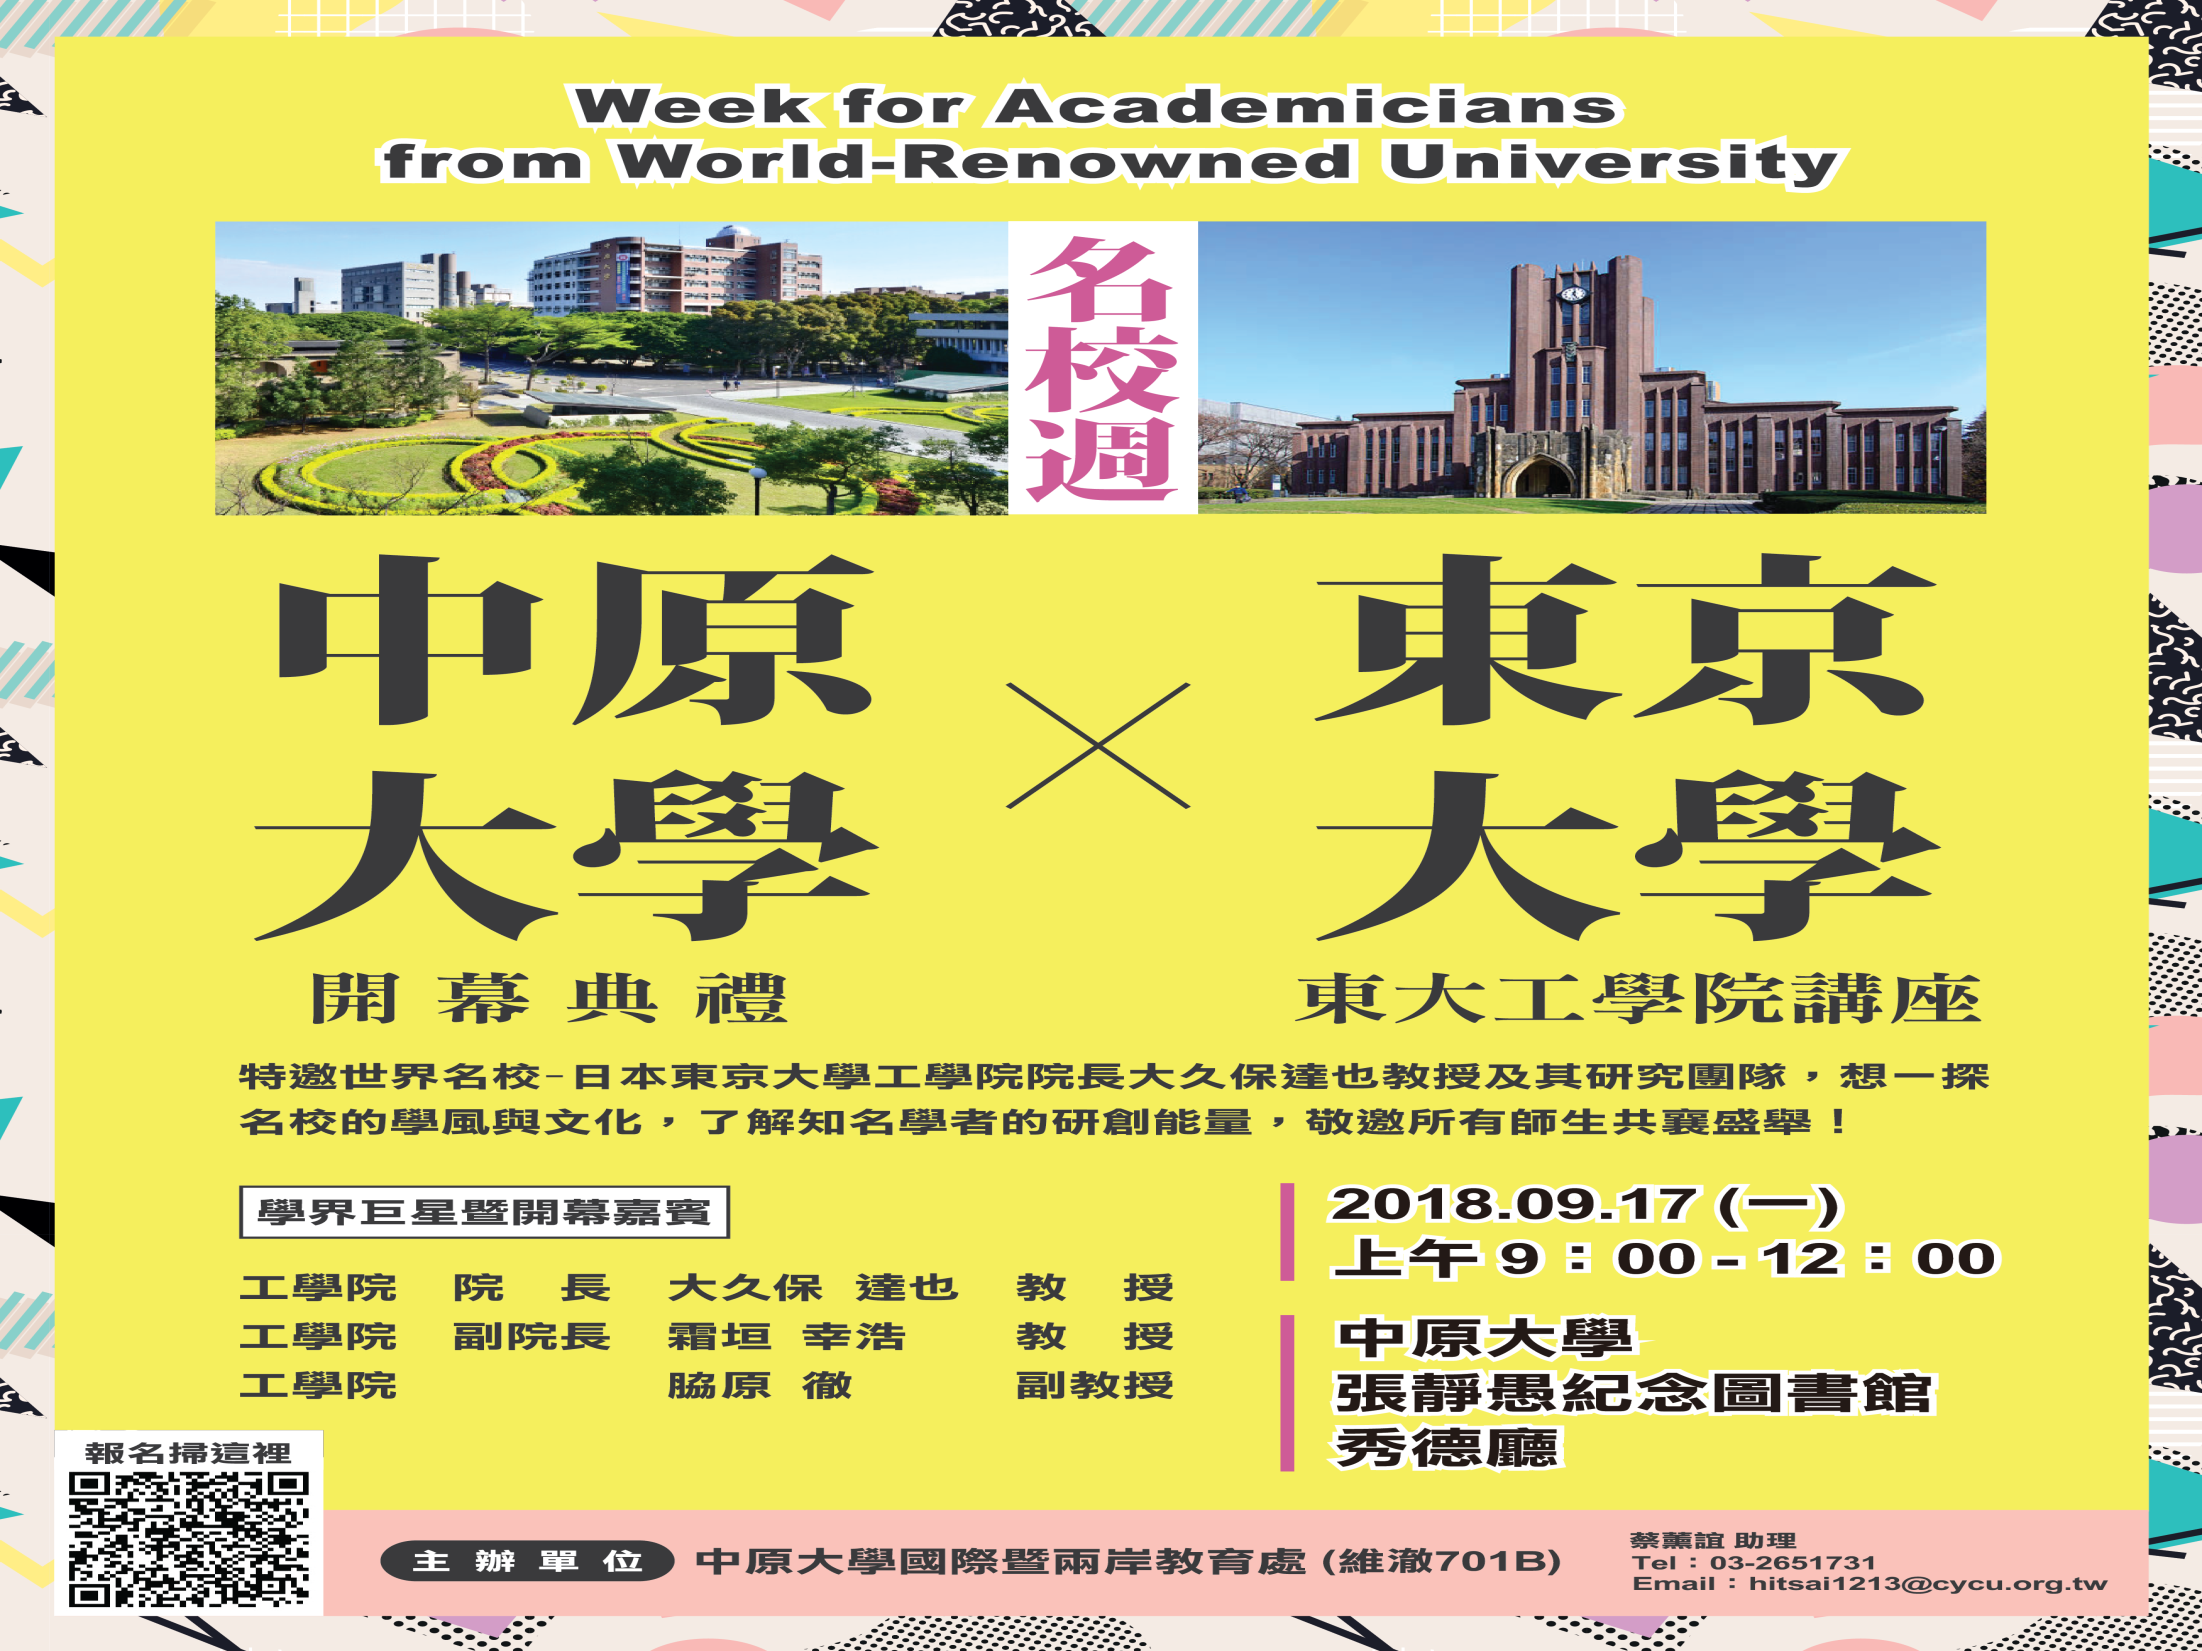 Week for Academicians
from World-Renowned University
名校週
中原
大學
×
東京
大學
開幕典禮
東大工學院講座
特邀世界名校-日本東京大學工學院院長大久保達也教授及其研究團隊，想一探
名校的學風與文化，了解知名學者的研創能量，敬邀所有師生共襄盛舉！
學界巨星暨開幕嘉賓
工學院 院長 大久保 達也 教授
工學院 副院長 霜垣 幸浩 教授
工學院 脇原 徹 副教授
2018.09.17 (一)
上午 9：00 - 12：00
中原大學
張靜愚紀念圖書館
秀德廳
報名掃這裡
主辦單位 中原大學國際暨兩岸教育處 (維澈701B)
蔡薰誼 助理
Tel：03-2651731
Email：hitsai1213@cycu.org.tw